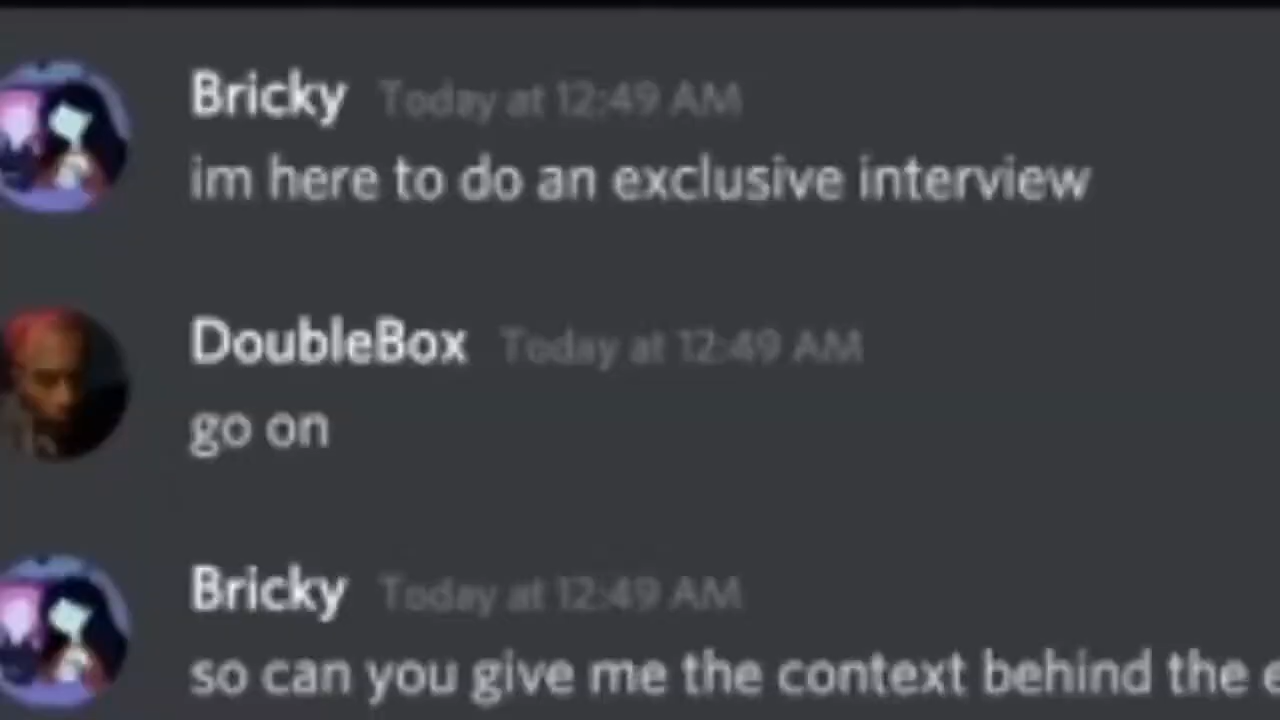 Bricky Today at 12:49 AM
im here to do an exclusive interview
DoubleBox Today at 12:49 AM
go on
Bricky Today at 12:49 AM
so can you give me the context behind the